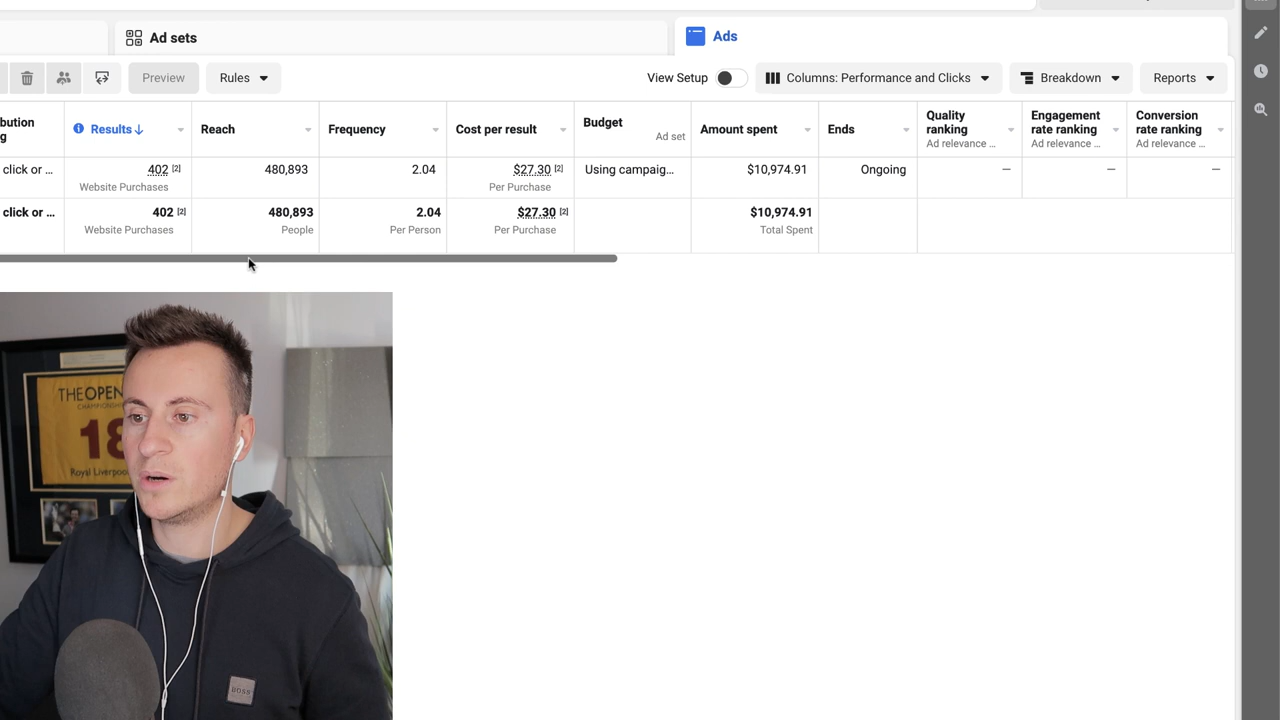 Ad sets
Ads
Preview
Rules
View Setup
Columns: Performance and Clicks
Breakdown
Reports
Results
Reach
Frequency
Cost per result
Budget
Ad set
Amount spent
Ends
Quality
ranking
Ad relevance ...
Engagement
rate ranking
Ad relevance ...
Conversion
rate ranking
Ad relevance ...
click or ...
402 [2]
Website Purchases
480,893
2.04
$27.30 [2]
Per Purchase
Using campaig...
$10,974.91
Ongoing
—
—
—
click or ...
402 [2]
Website Purchases
480,893
People
2.04
Per Person
$27.30 [2]
Per Purchase
$10,974.91
Total Spent
THE OPEN
CHAMPIONSHIP
18
Royal Liverpool
BOSS